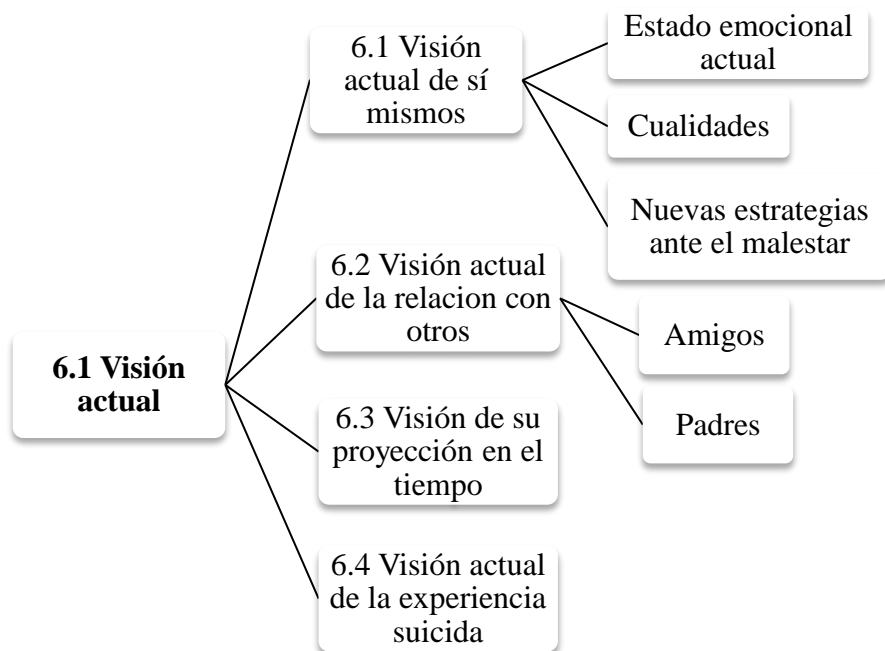 6.1 Visión
actual de sí
mismos
Estado emocional
actual
Cualidades
Nuevas estrategias
ante el malestar
6.2 Visión actual
de la relacion con
otros
Amigos
Padres
6.1 Visión
actual
6.3 Visión de su
proyección en el
tiempo
6.4 Visión actual
de la experiencia
suicida